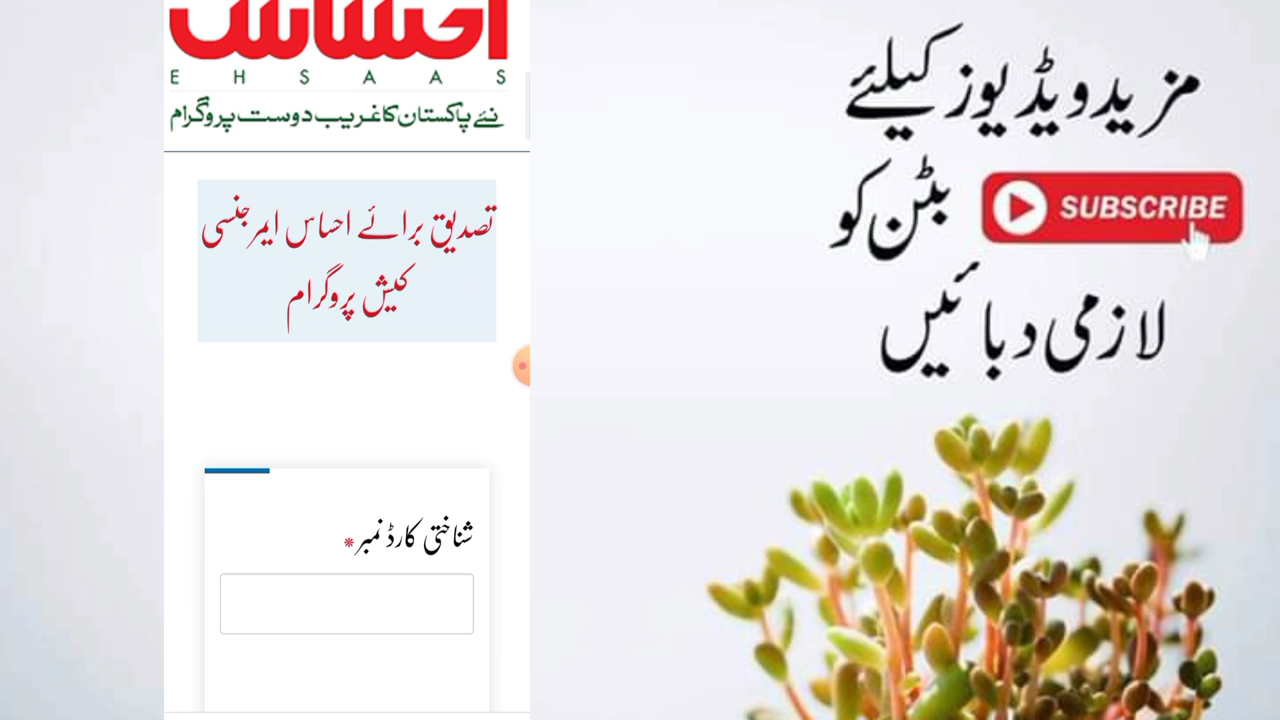 احساس
EHSAAS
نئے پاکستان کا غریب دوست پروگرام
تصدیق برائے احساس ایمرجنسی
کیش پروگرام
شناختی کارڈ نمبر*
مزید ویڈیوز کیلئے
SUBSCRIBE بٹن کو
لازمی دبائیں